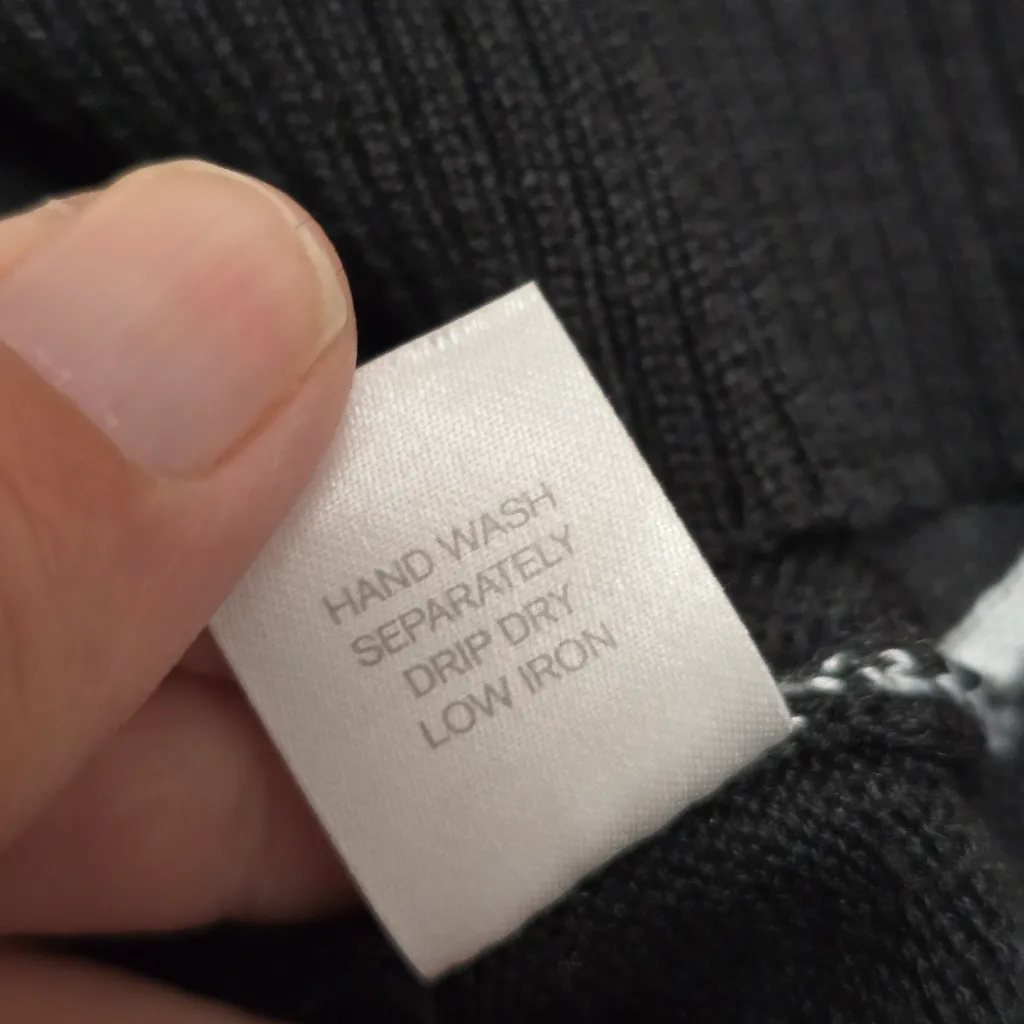 HAND WASH
SEPARATELY
DRIP DRY
LOW IRON